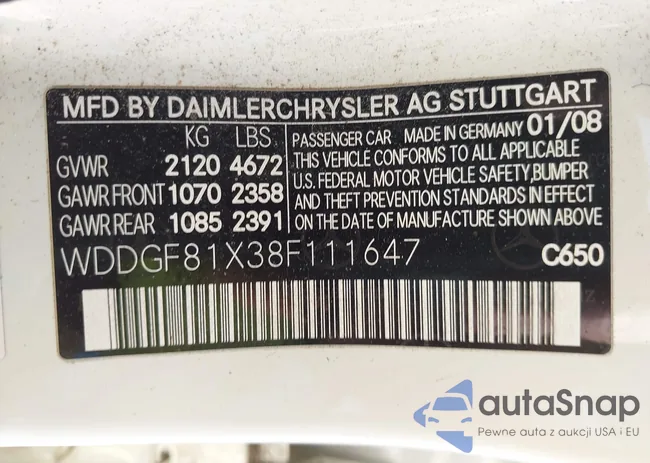 MFD BY DAIMLERCHRYSLER AG STUTTGART
KG LBS
GVWR 2120 4672
GAWR FRONT 1070 2358
GAWR REAR 1085 2391
PASSENGER CAR MADE IN GERMANY 01/08
THIS VEHICLE CONFORMS TO ALL APPLICABLE
U.S. FEDERAL MOTOR VEHICLE SAFETY, BUMPER
AND THEFT PREVENTION STANDARDS IN EFFECT
ON THE DATE OF MANUFACTURE SHOWN ABOVE
WDDGF81X38F111647 C650
autaSnap
Pewne auta z aukcji USA i EU